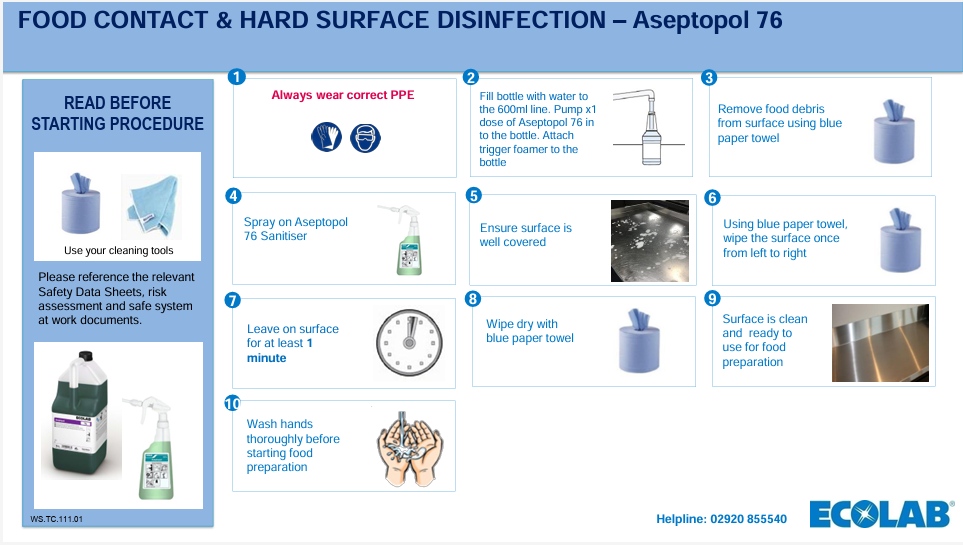 FOOD CONTACT & HARD SURFACE DISINFECTION – Aseptopol 76
READ BEFORE
STARTING PROCEDURE
Use your cleaning tools
Please reference the relevant
Safety Data Sheets, risk
assessment and safe system
at work documents.
ECOLAB
WS.TC.111.01
1
Always wear correct PPE
2
Fill bottle with water to
the 600ml line. Pump x1
dose of Aseptopol 76 in
to the bottle. Attach
trigger foamer to the
bottle
3
Remove food debris
from surface using blue
paper towel
4
Spray on Aseptopol
76 Sanitiser
5
Ensure surface is
well covered
6
Using blue paper towel,
wipe the surface once
from left to right
7
Leave on surface
for at least 1
minute
8
Wipe dry with
blue paper towel
9
Surface is clean
and ready to
use for food
preparation
10
Wash hands
thoroughly before
starting food
preparation
Helpline: 02920 855540
ECOLAB®